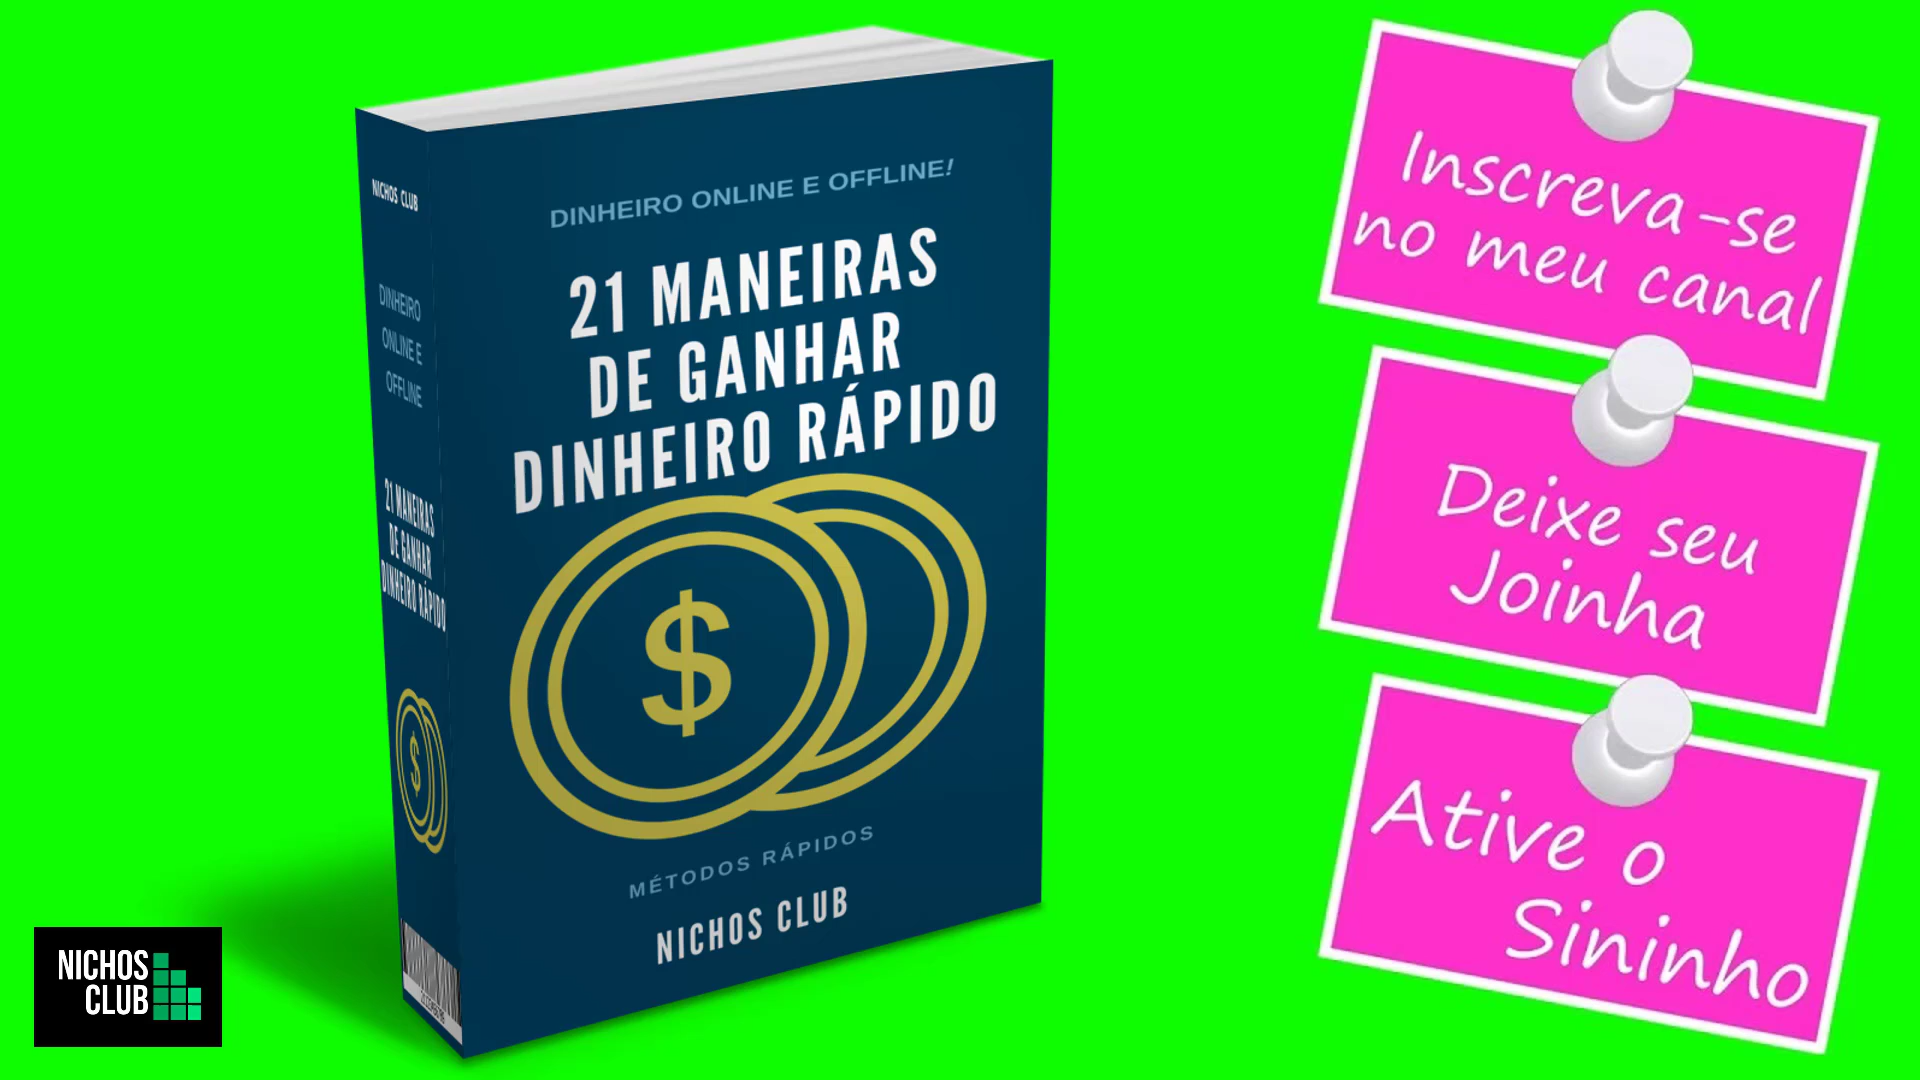 NICHOS CLUB
DINHEIRO
ONLINE E
OFFLINE
21 MANEIRAS
DE GANHAR
DINHEIRO RÁPIDO
DINHEIRO ONLINE E OFFLINE!
21 MANEIRAS
DE GANHAR
DINHEIRO RÁPIDO
$
$
MÉTODOS RÁPIDOS
NICHOS CLUB
NICHOS
CLUB
Inscreva-se
no meu canal
Deixe seu
Joinha
Ative o
Sininho